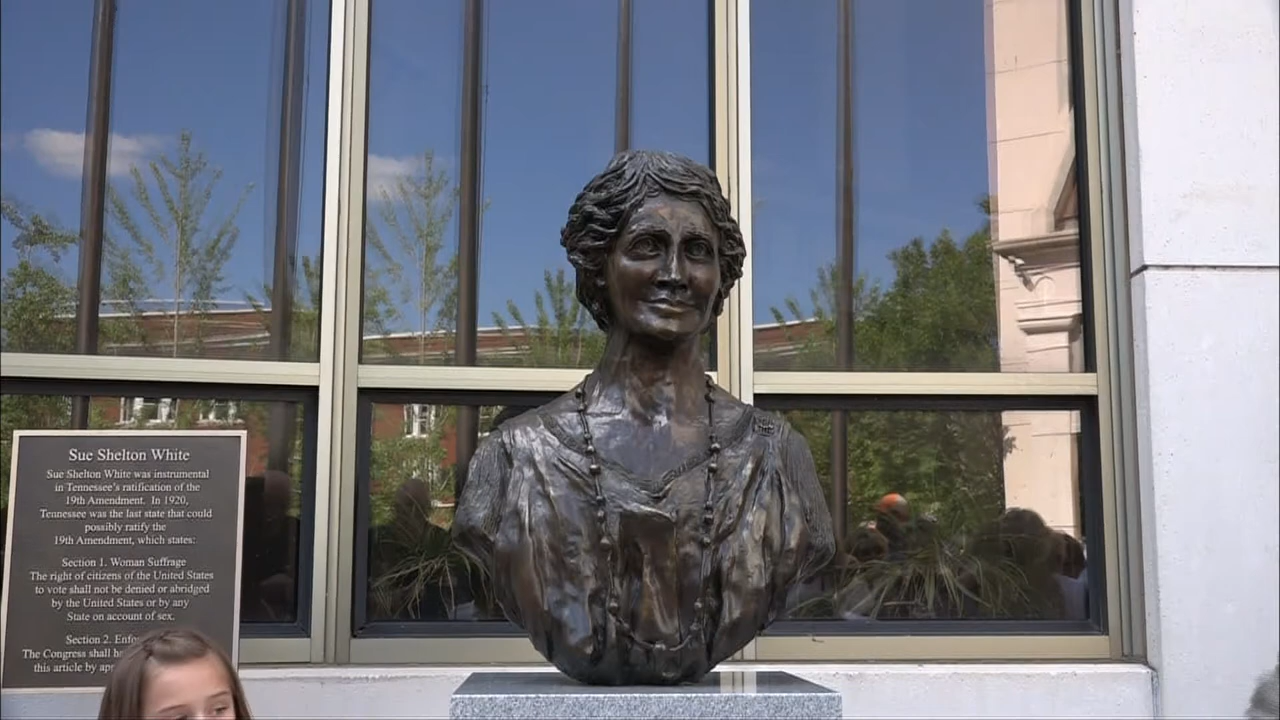 Sue Shelton White
Sue Shelton White was instrumental
in Tennessee's ratification of the
19th Amendment. In 1920,
Tennessee was the last state that could
possibly ratify the
19th Amendment, which states:
Section 1. Woman Suffrage
The right of citizens of the United States
to vote shall not be denied or abridged
by the United States or by any
State on account of sex.
Section 2.
The Congress shall
this article by